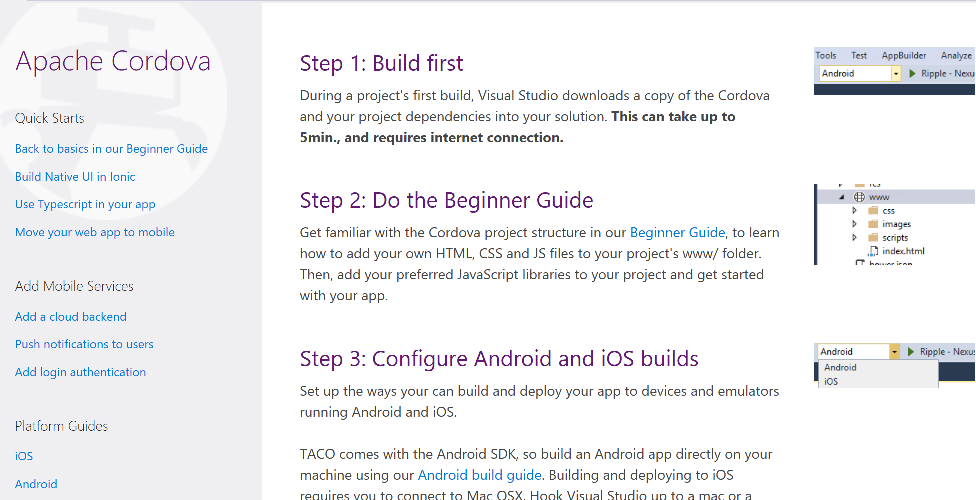 Apache Cordova
Quick Starts
Back to basics in our Beginner Guide
Build Native UI in Ionic
Use Typescript in your app
Move your web app to mobile
Add Mobile Services
Add a cloud backend
Push notifications to users
Add login authentication
Platform Guides
iOS
Android
Step 1: Build first
During a project's first build, Visual Studio downloads a copy of the Cordova
and your project dependencies into your solution. This can take up to
5min., and requires internet connection.
Step 2: Do the Beginner Guide
Get familiar with the Cordova project structure in our Beginner Guide, to learn
how to add your own HTML, CSS and JS files to your project's www/ folder.
Then, add your preferred JavaScript libraries to your project and get started
with your app.
Step 3: Configure Android and iOS builds
Set up the ways your can build and deploy your app to devices and emulators
running Android and iOS.
TACO comes with the Android SDK, so build an Android app directly on your
machine using our Android build guide. Building and deploying to iOS
requires you to connect to Mac OSX. Hook Visual Studio up to a mac or a
Tools Test AppBuilder Analyze
Android Ripple - Nexu
www
css
images
scripts
index.html
Android Ripple - Nexus
Android
iOS